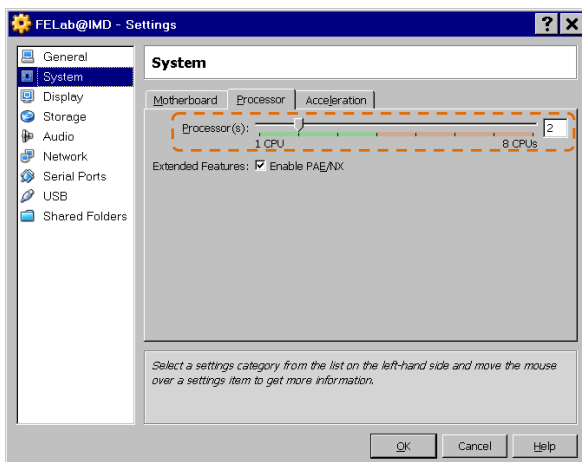 FELab@IMD - Settings
General
System
Display
Storage
Audio
Network
Serial Ports
USB
Shared Folders
System
Motherboard Processor Acceleration
Processor(s): 2
1 CPU 8 CPUs
Extended Features: Enable PAE/NX
Select a settings category from the list on the left-hand side and move the mouse
over a settings item to get more information.
OK Cancel Help